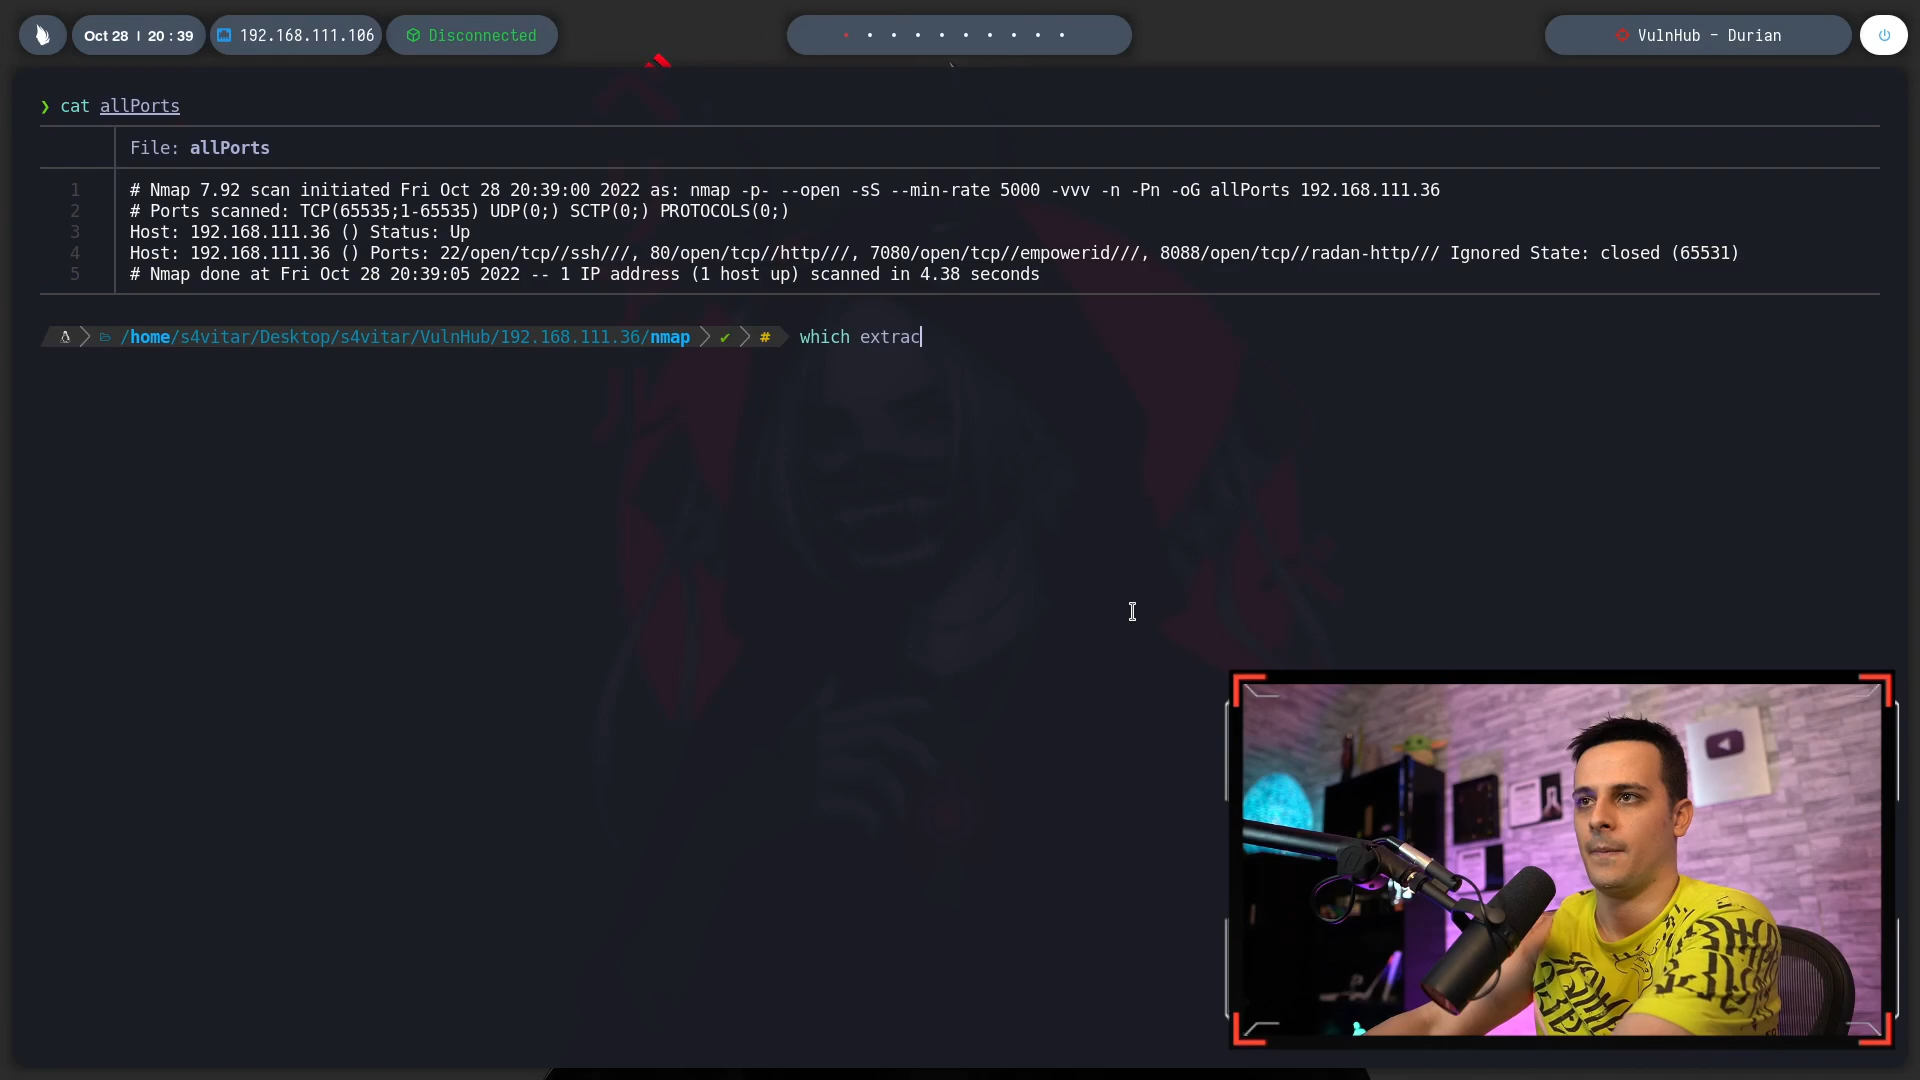 Oct 28 | 20 : 39
192.168.111.106
Disconnected
VulnHub - Durian
❯ cat allPorts
File: allPorts
1 # Nmap 7.92 scan initiated Fri Oct 28 20:39:00 2022 as: nmap -p- --open -sS --min-rate 5000 -vvv -n -Pn -oG allPorts 192.168.111.36
2 # Ports scanned: TCP(65535;1-65535) UDP(0;) SCTP(0;) PROTOCOLS(0;)
3 Host: 192.168.111.36 () Status: Up
4 Host: 192.168.111.36 () Ports: 22/open/tcp//ssh///, 80/open/tcp//http///, 7080/open/tcp//empowerid///, 8088/open/tcp//radan-http/// Ignored State: closed (65531)
5 # Nmap done at Fri Oct 28 20:39:05 2022 -- 1 IP address (1 host up) scanned in 4.38 seconds
/home/s4vitar/Desktop/s4vitar/VulnHub/192.168.111.36/nmap ✔ # which extrac